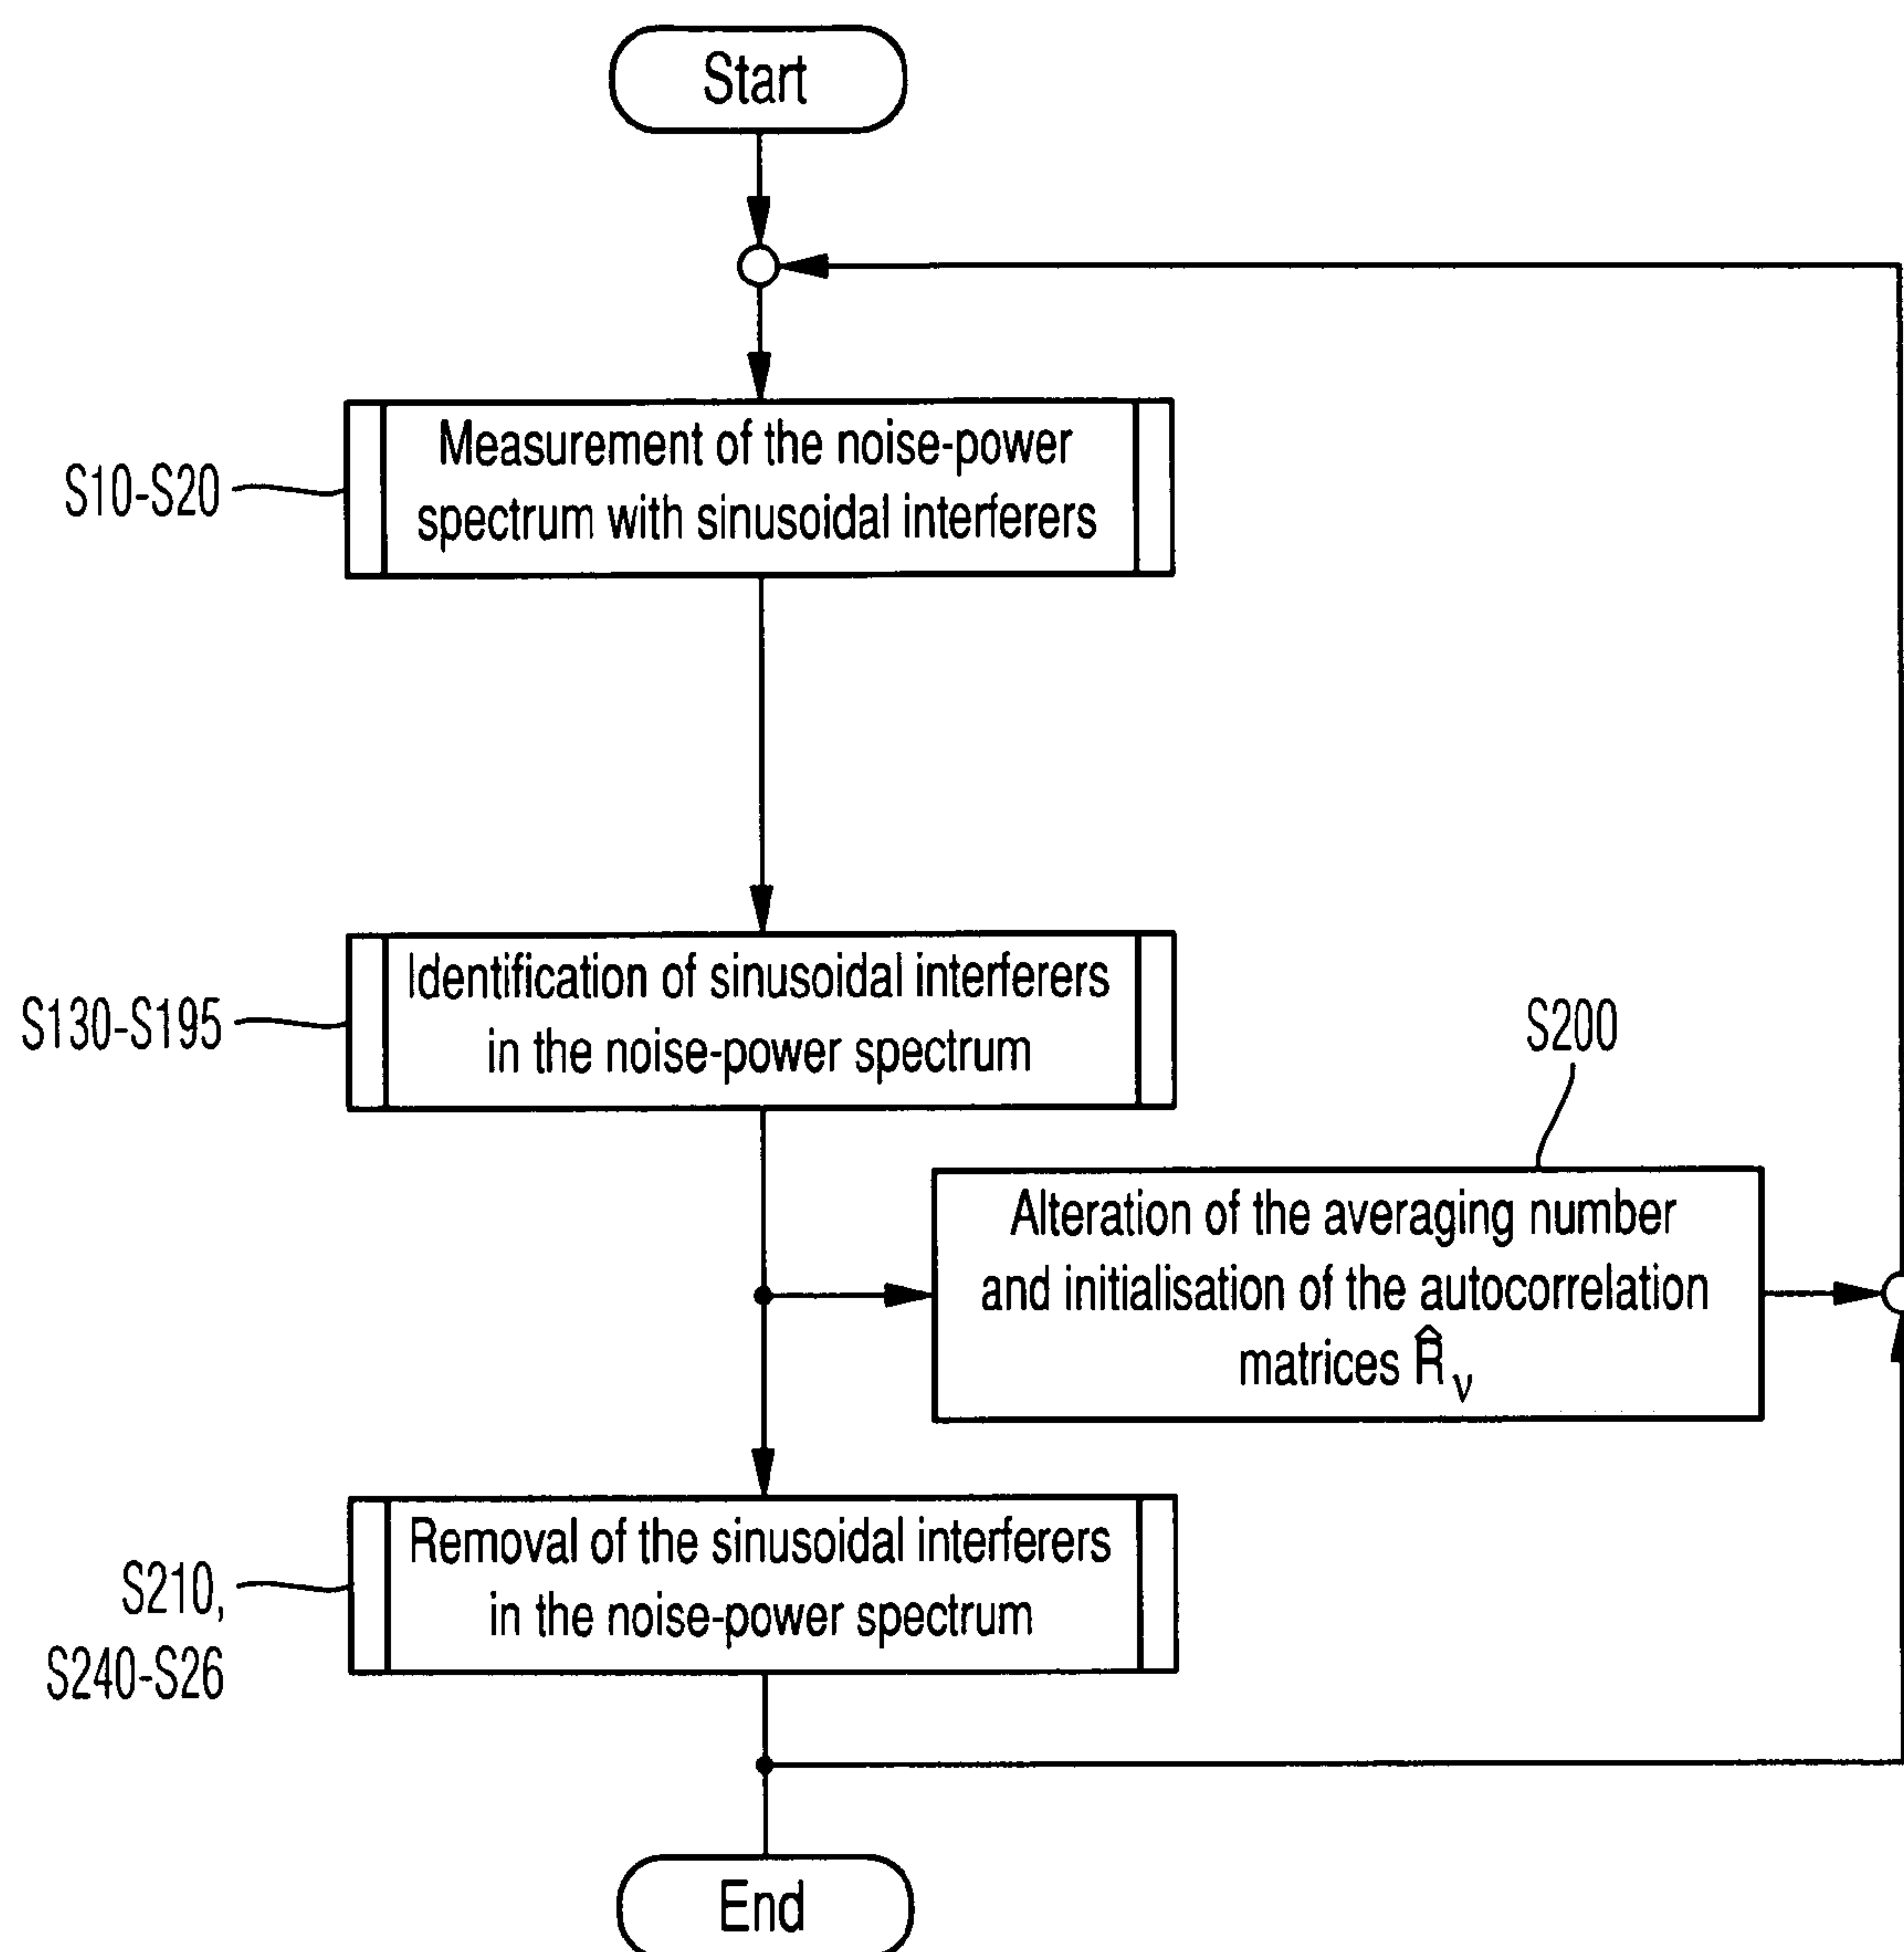 Start
Measurement of the noise-power
spectrum with sinusoidal interferers
S10-S20
Identification of sinusoidal interferers
in the noise-power spectrum
S130-S195
S200
Alteration of the averaging number
and initialisation of the autocorrelation
matrices R̂ᵥ
Removal of the sinusoidal interferers
in the noise-power spectrum
S210,
S240-S26
End